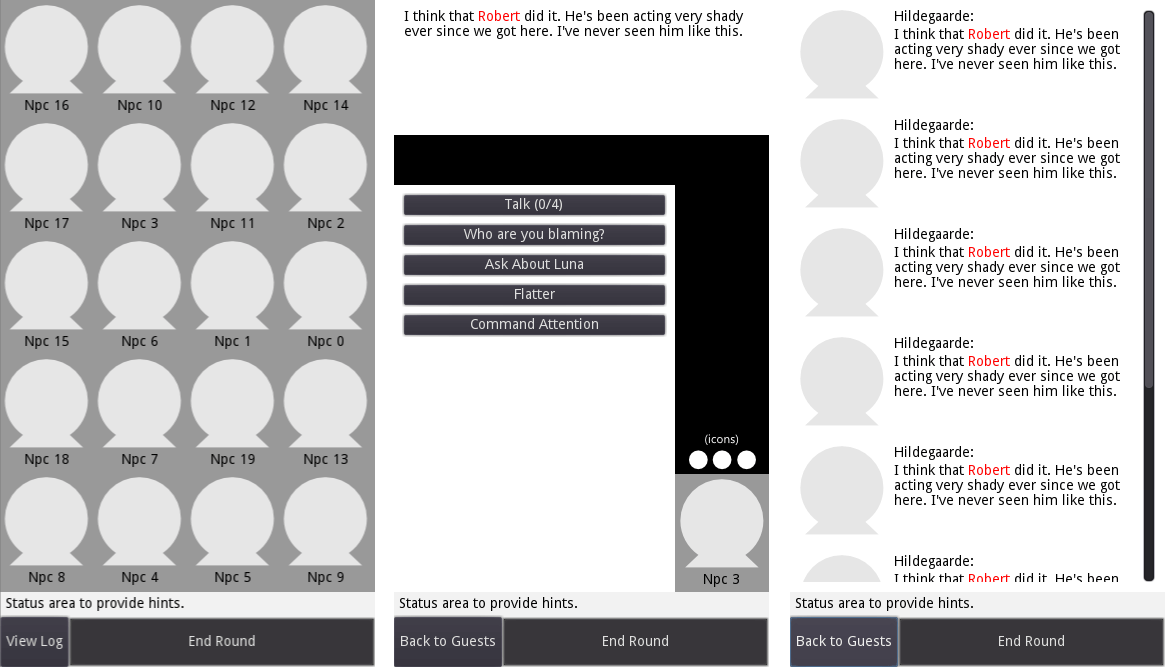 Npc 16 Npc 10 Npc 12 Npc 14
Npc 17 Npc 3 Npc 11 Npc 2
Npc 15 Npc 6 Npc 1 Npc 0
Npc 18 Npc 7 Npc 19 Npc 13
Npc 8 Npc 4 Npc 5 Npc 9
Status area to provide hints.
View Log End Round
I think that Robert did it. He's been acting very shady
ever since we got here. I've never seen him like this.
Talk (0/4)
Who are you blaming?
Ask About Luna
Flatter
Command Attention
(icons)
Npc 3
Status area to provide hints.
Back to Guests End Round
Hildegaarde:
I think that Robert did it. He's been
acting very shady ever since we got
here. I've never seen him like this.
Hildegaarde:
I think that Robert did it. He's been
acting very shady ever since we got
here. I've never seen him like this.
Hildegaarde:
I think that Robert did it. He's been
acting very shady ever since we got
here. I've never seen him like this.
Hildegaarde:
I think that Robert did it. He's been
acting very shady ever since we got
here. I've never seen him like this.
Hildegaarde:
I think that Robert did it. He's been
acting very shady ever since we got
here. I've never seen him like this.
Hildegaarde:
I think that Robert did it. He's been
Status area to provide hints.
Back to Guests End Round